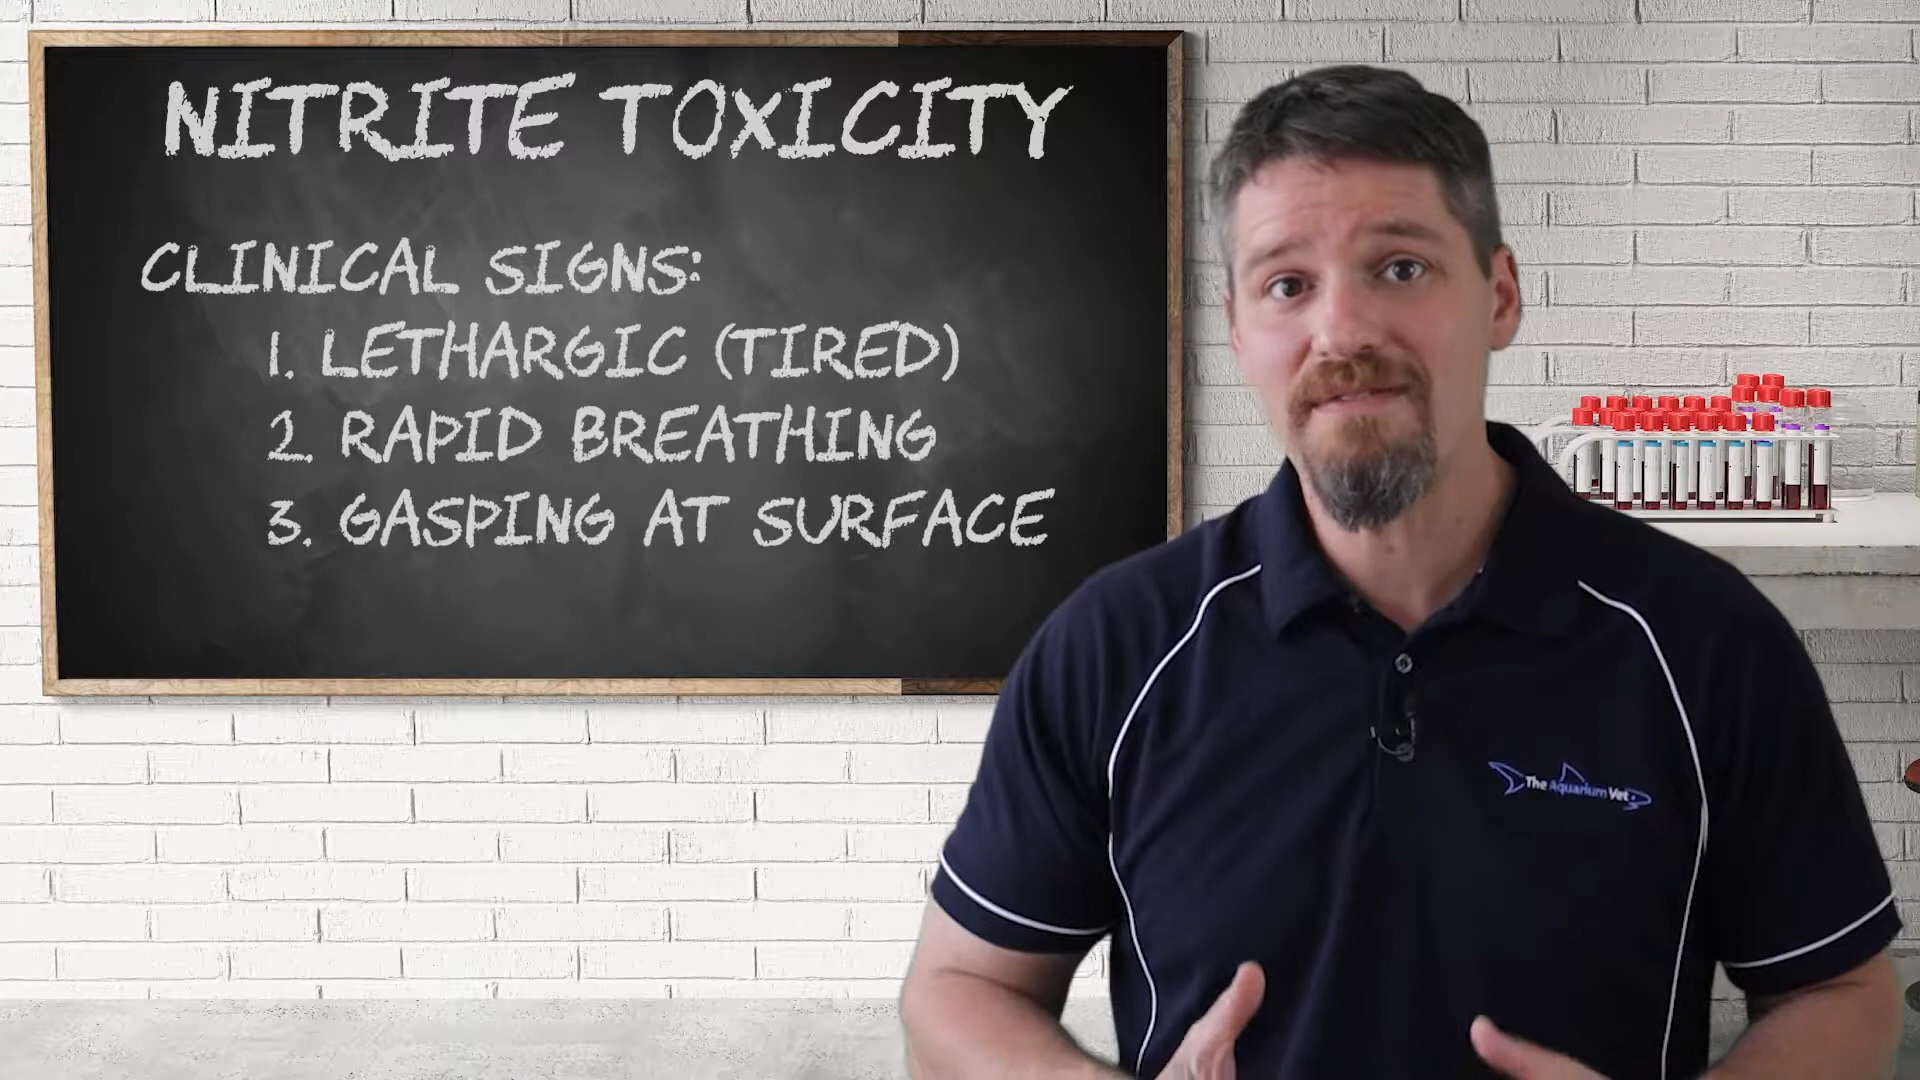 NITRITE TOXICITY
CLINICAL SIGNS:
1. LETHARGIC (TIRED)
2. RAPID BREATHING
3. GASPING AT SURFACE
The Aquarium Vet